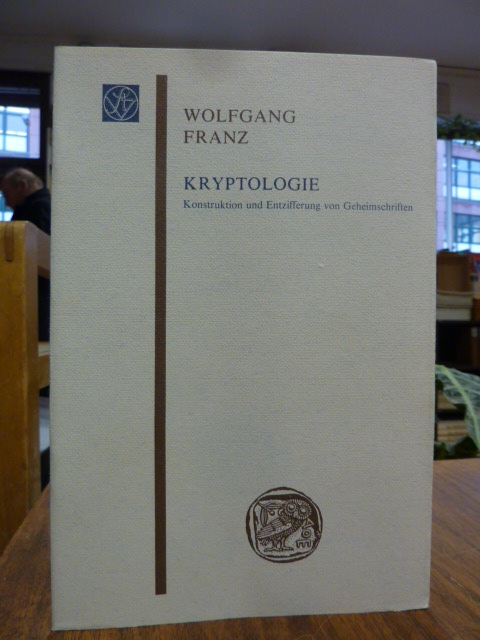 WOLFGANG
FRANZ
KRYPTOLOGIE
Konstruktion und Entzifferung von Geheimschriften